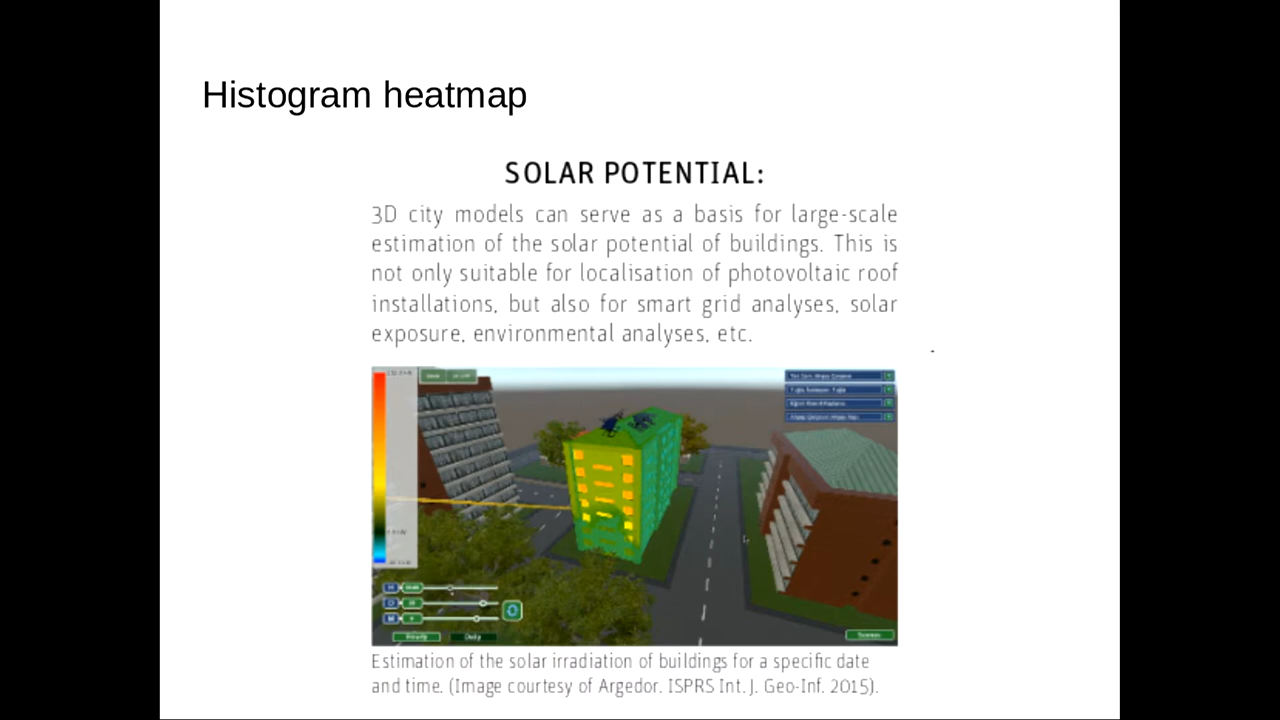 Histogram heatmap
SOLAR POTENTIAL:
3D city models can serve as a basis for large-scale
estimation of the solar potential of buildings. This is
not only suitable for localisation of photovoltaic roof
installations, but also for smart grid analyses, solar
exposure, environmental analyses, etc.
Hourly Daily
Estimation of the solar irradiation of buildings for a specific date
and time. (Image courtesy of Argedor. ISPRS Int. J. Geo-Inf. 2015).